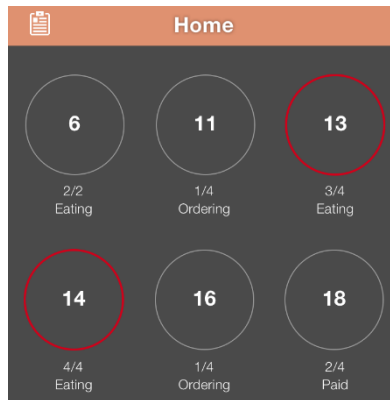 Home
6
11
13
2/2
1/4
3/4
Eating
Ordering
Eating
14
16
18
4/4
1/4
2/4
Eating
Ordering
Paid